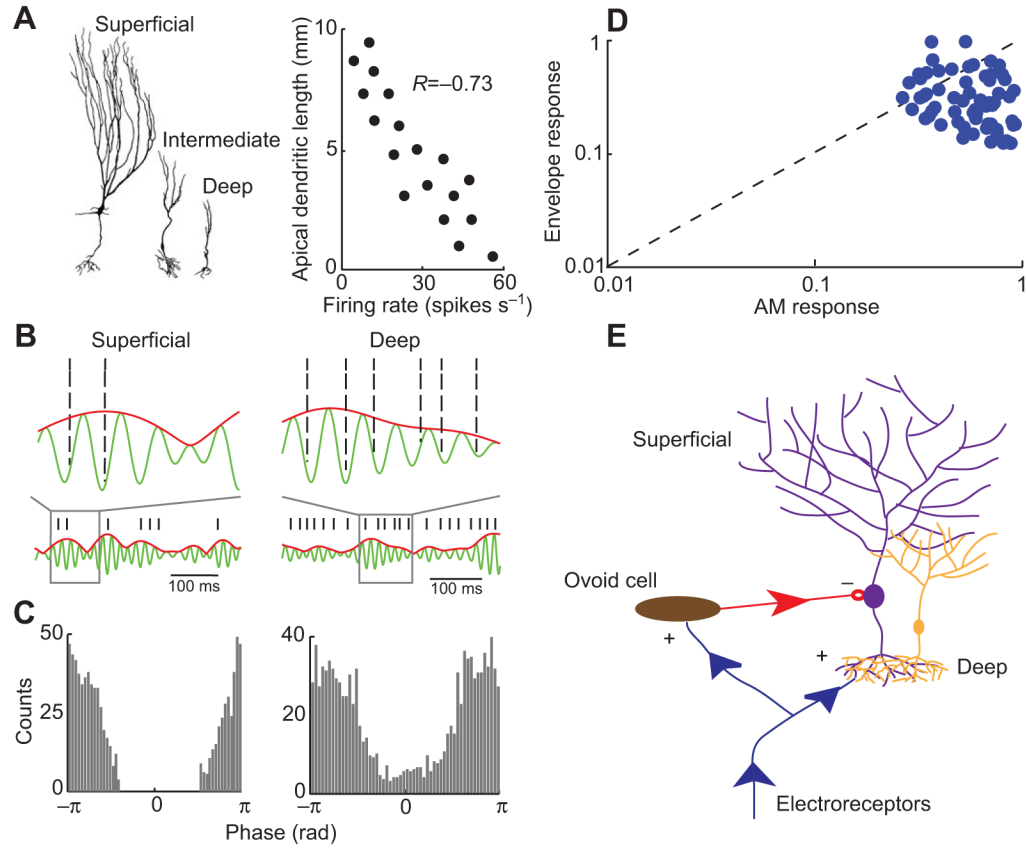 A
Superficial
Intermediate
Deep
Apical dendritic length (mm)
10
5
0
R=–0.73
0
30
60
Firing rate (spikes s–1)
B
Superficial
Deep
100 ms
100 ms
C
Counts
50
25
0
–π
0
π
40
20
0
–π
0
π
Phase (rad)
D
Envelope response
1
0.1
0.01
0.01
0.1
1
AM response
E
Superficial
Ovoid cell
–
+
+
Deep
Electroreceptors